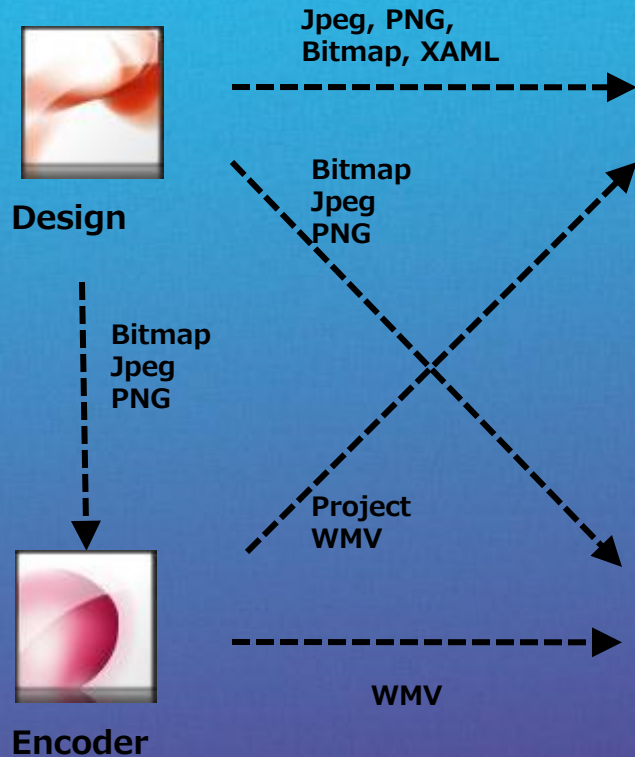 Jpeg, PNG,
Bitmap, XAML
Design
Bitmap
Jpeg
PNG
Bitmap
Jpeg
PNG
Project
WMV
WMV
Encoder